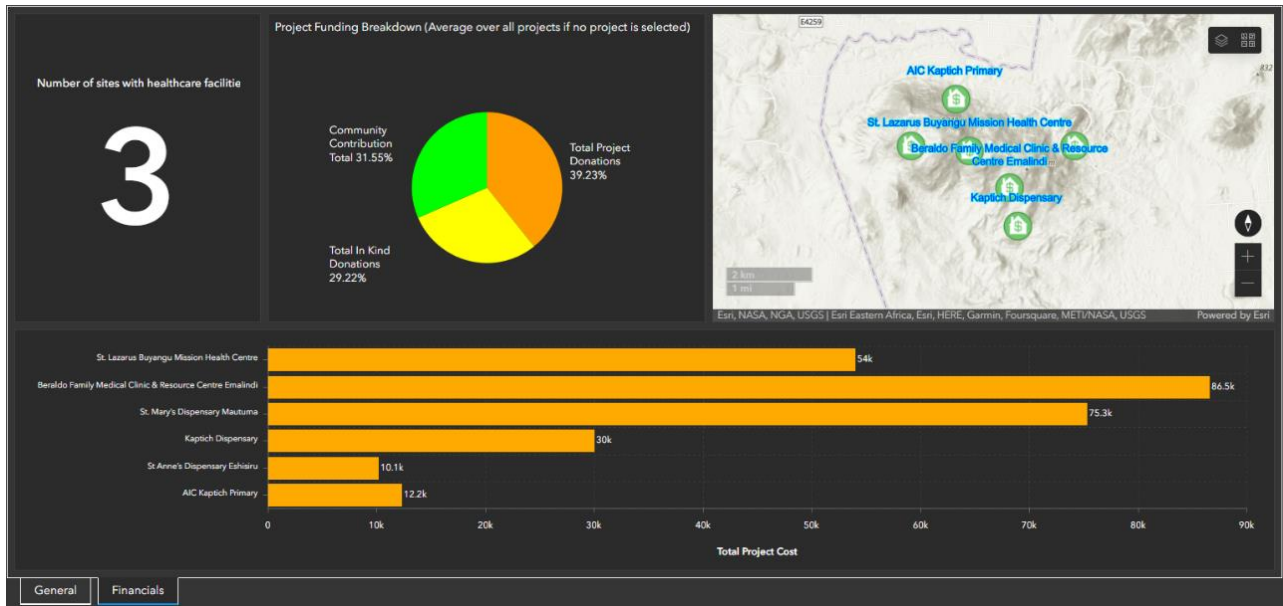 Number of sites with healthcare facilitie
3
Project Funding Breakdown (Average over all projects if no project is selected)
Community
Contribution
Total 31.55%
Total Project
Donations
39.23%
Total In Kind
Donations
29.22%
E4259
832
AIC Kaptich Primary
St. Lazarus Buyangu Mission Health Centre
Beraldo Family Medical Clinic & Resource
Centre Emalindi
Kaptich Dispensary
2 km
1 mi
Esri, NASA, NGA, USGS | Esri Eastern Africa, Esri, HERE, Garmin, Foursquare, METI/NASA, USGS
Powered by Esri
St. Lazarus Buyangu Mission Health Centre
54k
Beraldo Family Medical Clinic & Resource Centre Emalindi
86.5k
St. Mary's Dispensary Mautuma
75.3k
Kaptich Dispensary
30k
St Anne's Dispensary Eshisiru
10.1k
AIC Kaptich Primary
12.2k
0 10k 20k 30k 40k 50k 60k 70k 80k 90k
Total Project Cost
General
Financials